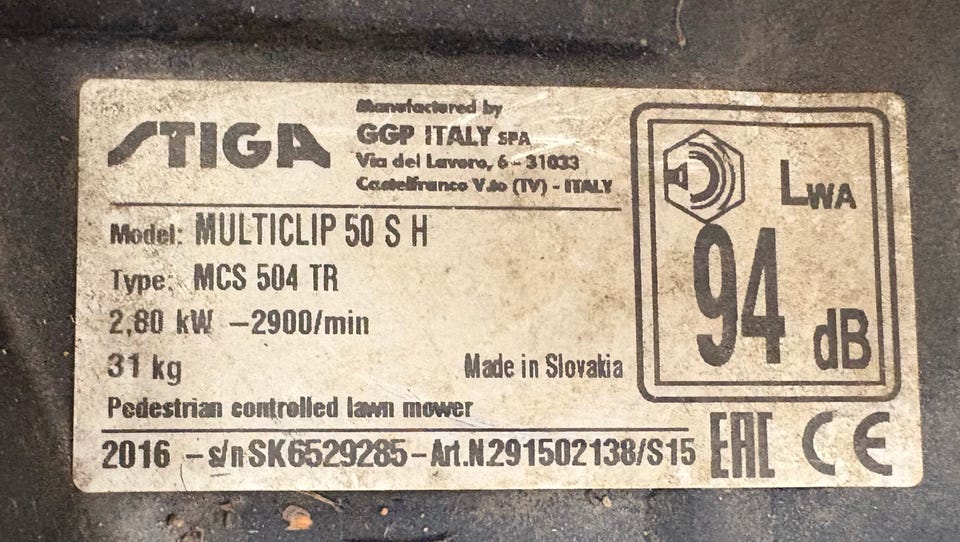 STIGA
Manufactured by
GGP ITALY SPA
Via del Lavoro, 6 - 31033
Castelfranco V.to (TV) - ITALY
Model: MULTICLIP 50 S H
Type: MCS 504 TR
2,80 kW -2900/min
31 kg
Made in Slovakia
Pedestrian controlled lawn mower
2016 - s/n SK6529285 - Art.N.291502138/S15
LWA
94
dB
EAC CE